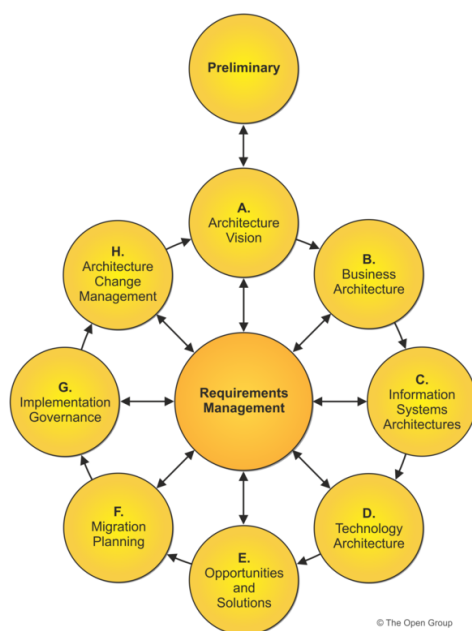 Preliminary
A.
Architecture
Vision
B.
Business
Architecture
C.
Information
Systems
Architectures
D.
Technology
Architecture
E.
Opportunities
and
Solutions
F.
Migration
Planning
G.
Implementation
Governance
H.
Architecture
Change
Management
Requirements
Management
© The Open Group